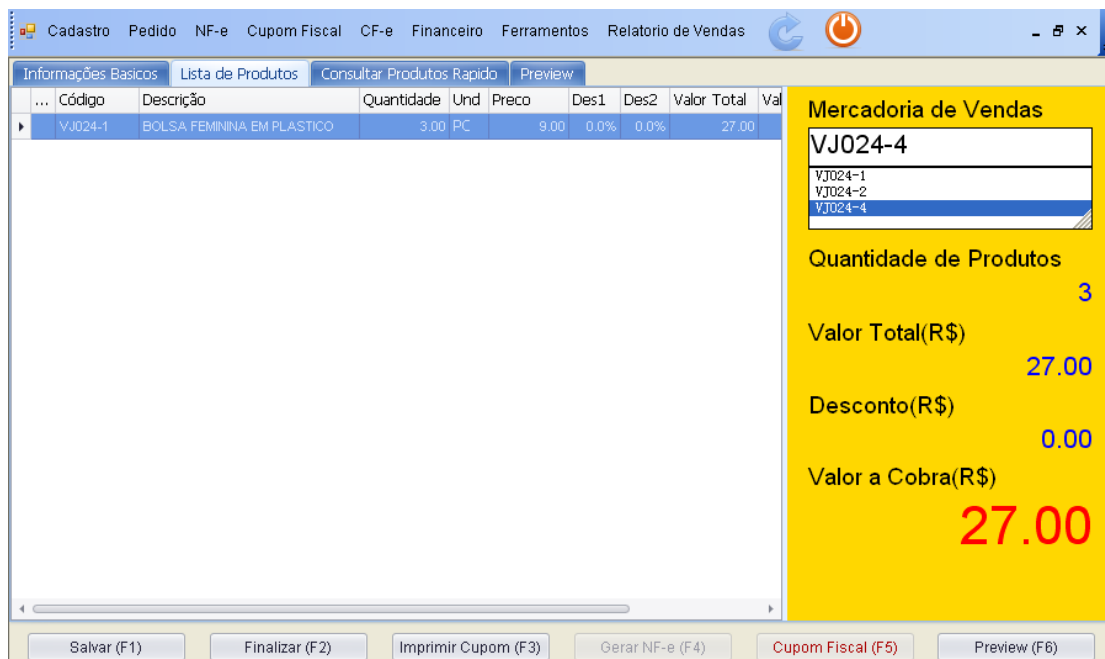 Cadastro Pedido NF-e Cupom Fiscal CF-e Financeiro Ferramentos Relatorio de Vendas
Informações Basicos Lista de Produtos Consultar Produtos Rapido Preview
... Código Descrição Quantidade Und Preco Des1 Des2 Valor Total Val
VJ024-1 BOLSA FEMININA EM PLASTICO 3.00 PC 9.00 0.0% 0.0% 27.00
Mercadoria de Vendas
VJ024-4
VJ024-1
VJ024-2
VJ024-4
Quantidade de Produtos
3
Valor Total(R$)
27.00
Desconto(R$)
0.00
Valor a Cobra(R$)
27.00
Salvar (F1) Finalizar (F2) Imprimir Cupom (F3) Gerar NF-e (F4) Cupom Fiscal (F5) Preview (F6)